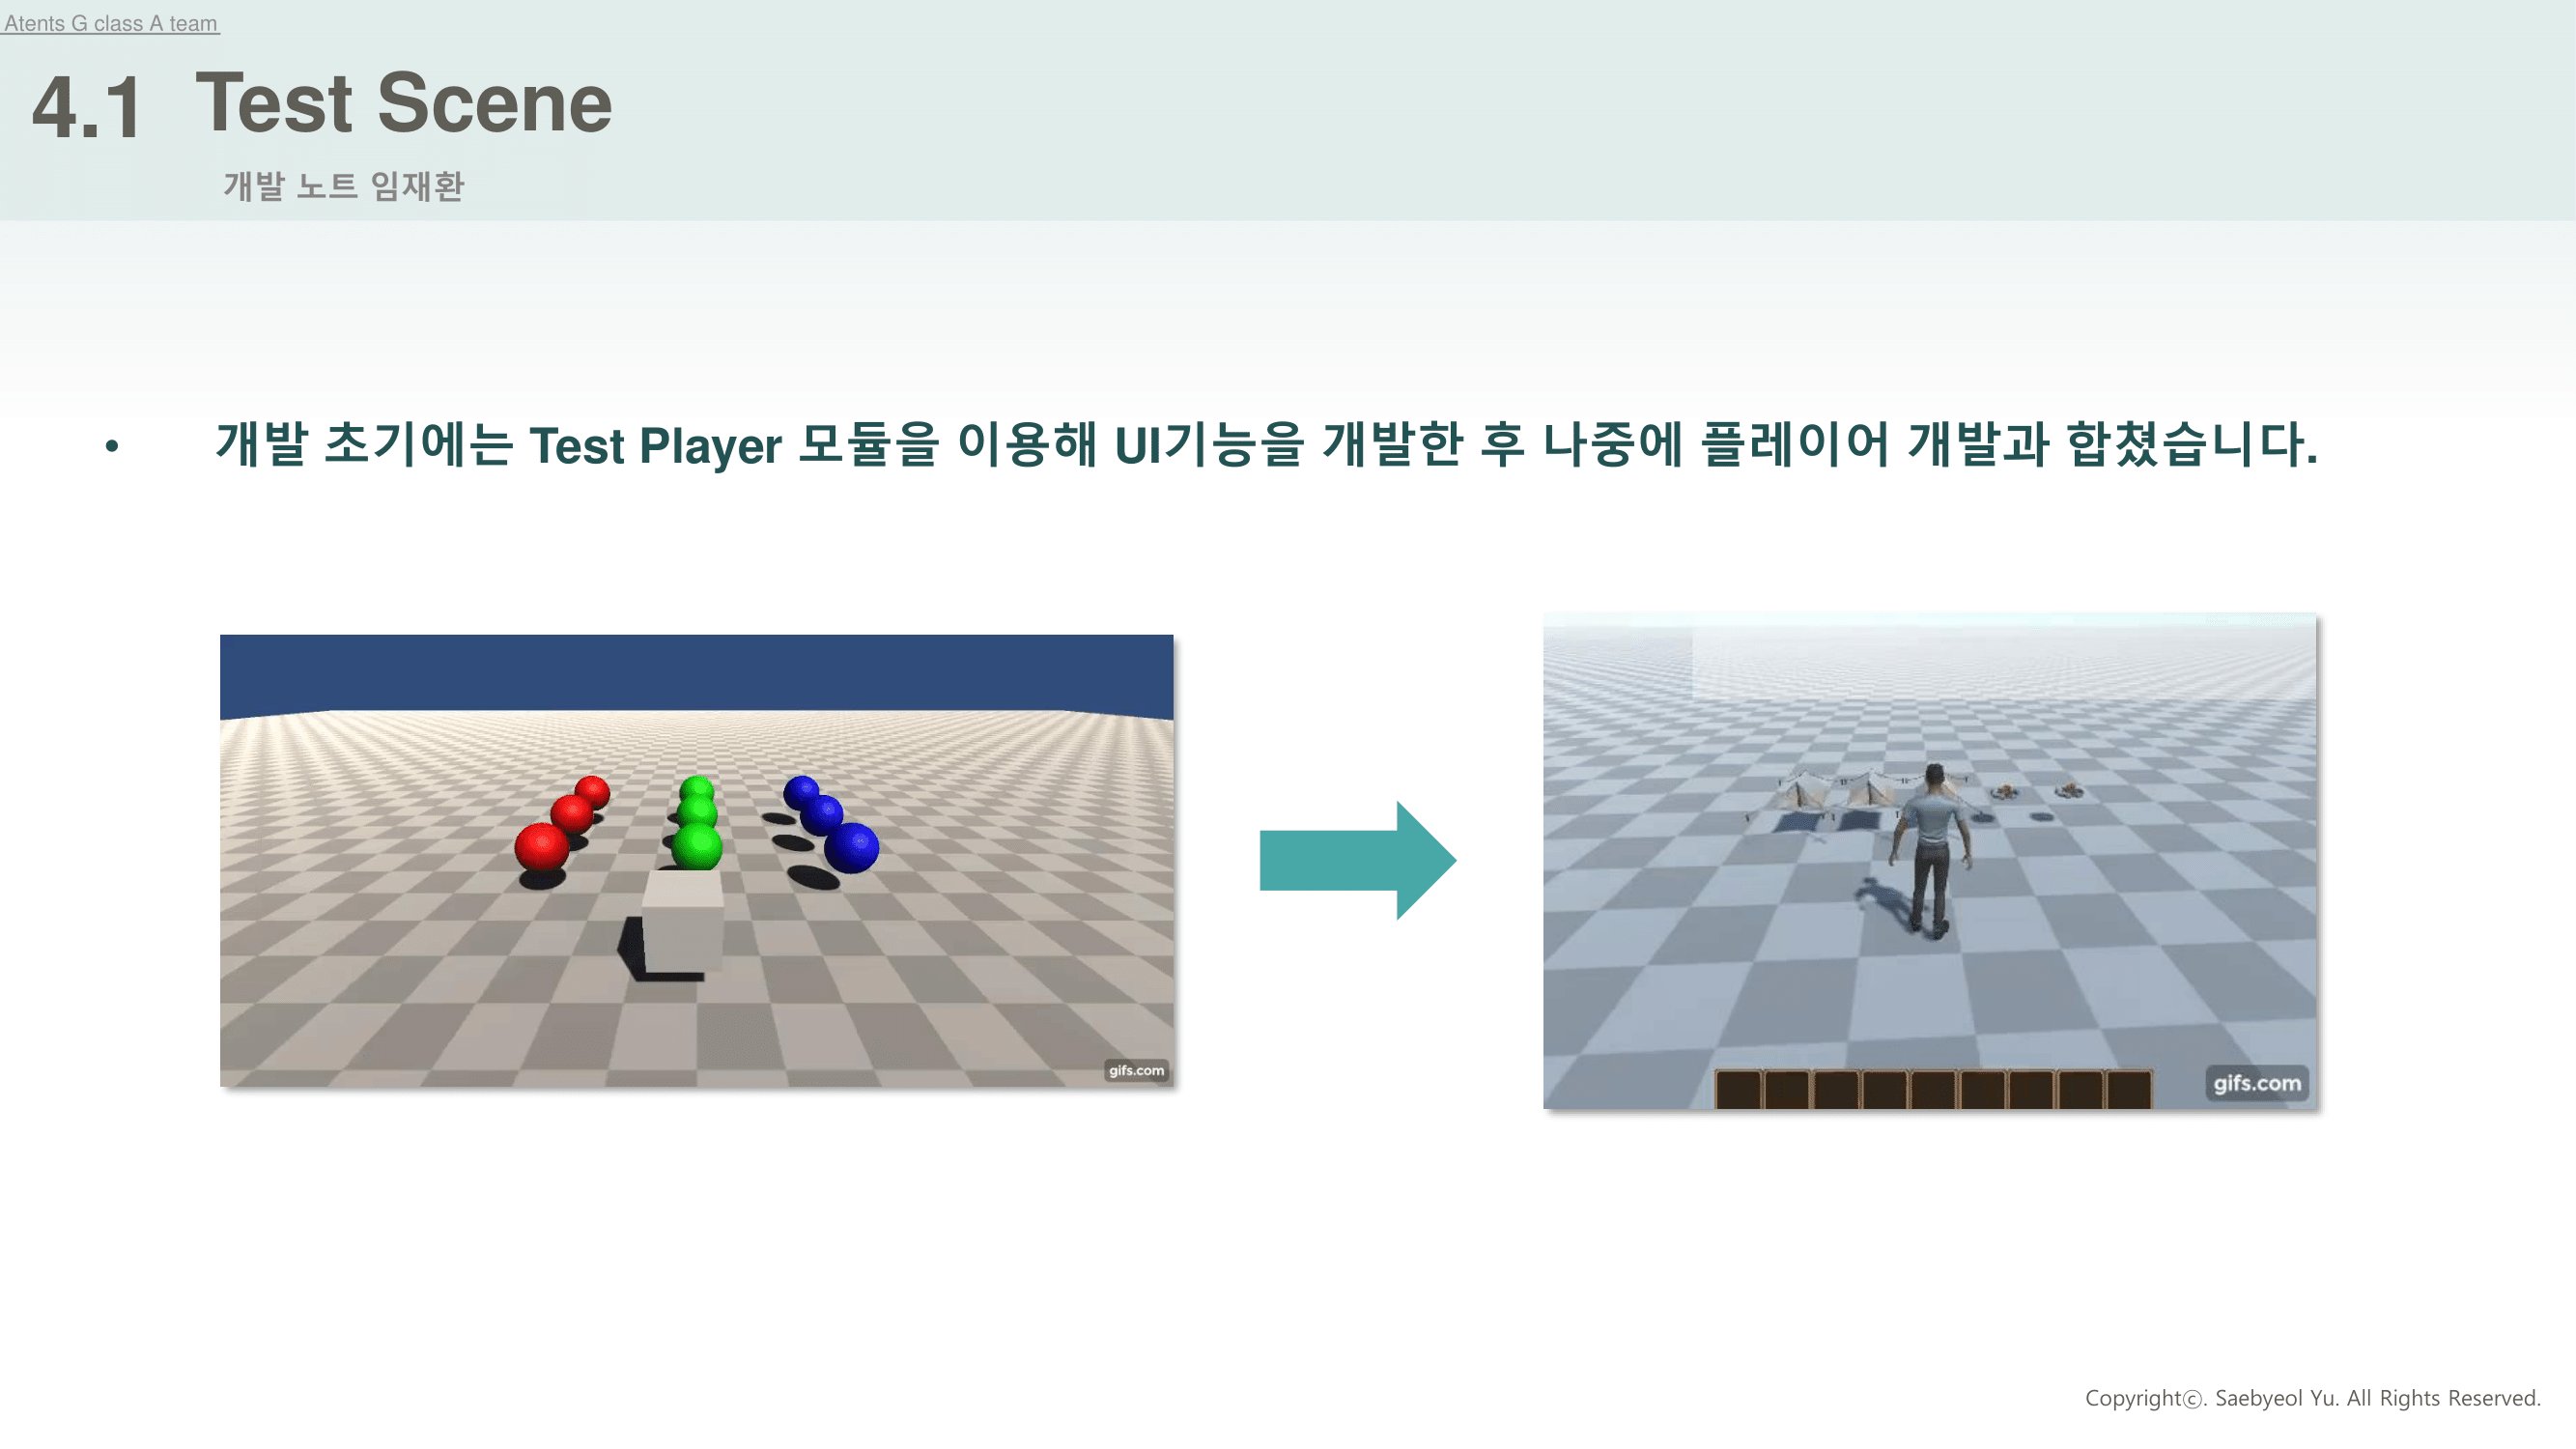 Atents G class A team
4.1 Test Scene
개발 노트 임재환
• 개발 초기에는 Test Player 모듈을 이용해 UI기능을 개발한 후 나중에 플레이어 개발과 합쳤습니다.
gifs.com
gifs.com
Copyrightⓒ. Saebyeol Yu. All Rights Reserved.